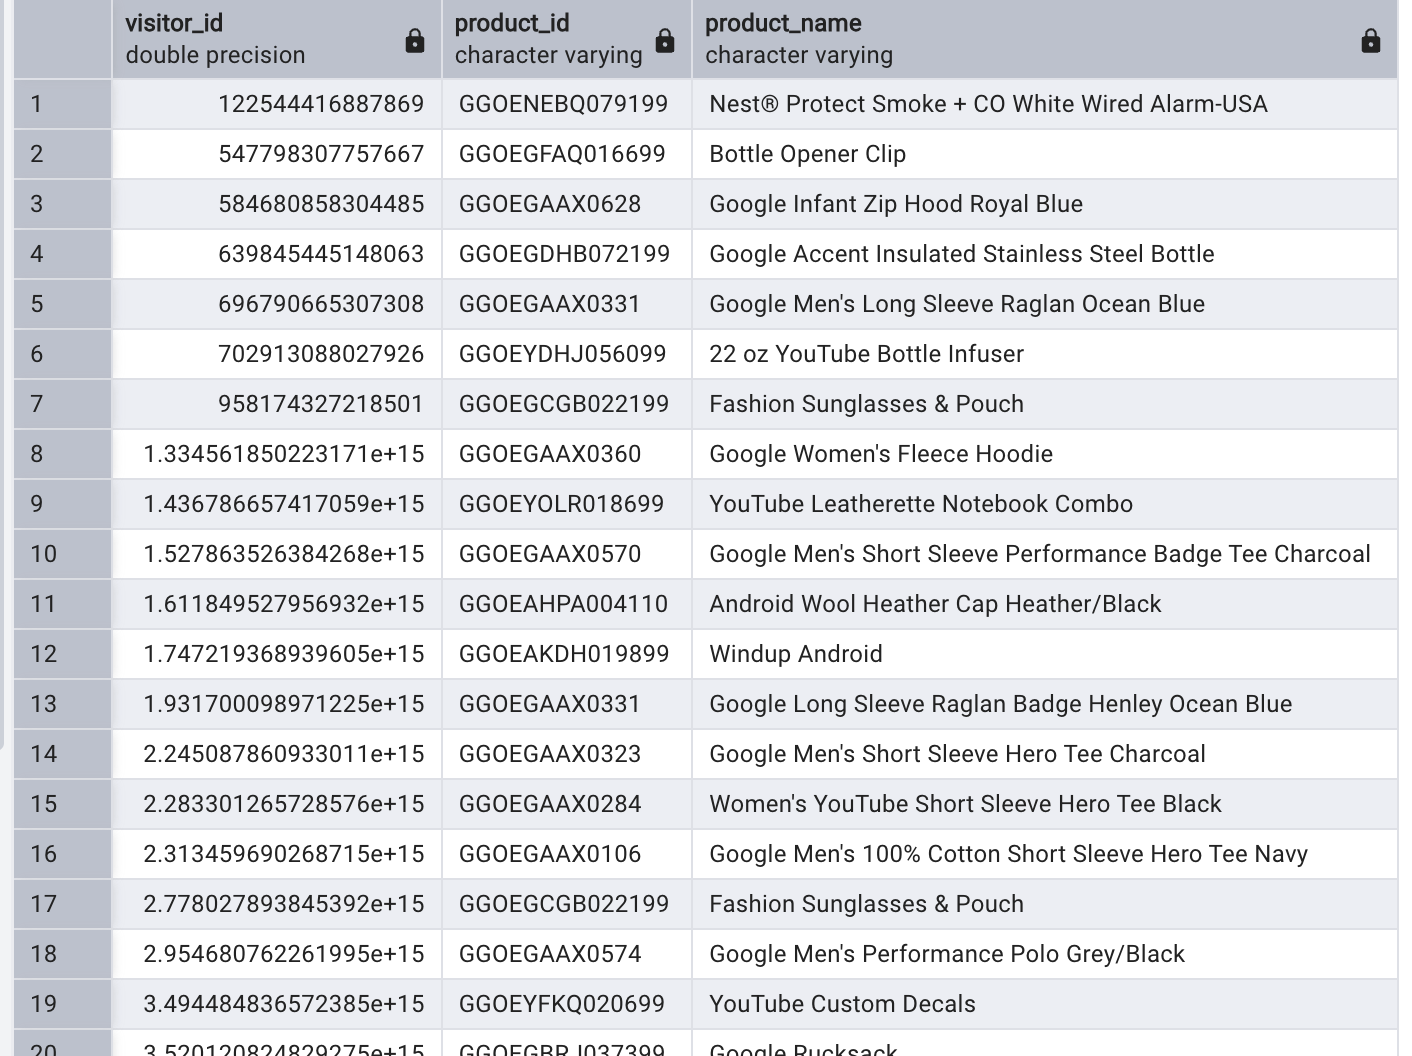 visitor_id product_id product_name
double precision character varying character varying
1 122544416887869 GGOENEBQ079199 Nest® Protect Smoke + CO White Wired Alarm-USA
2 547798307757667 GGOEGFAQ016699 Bottle Opener Clip
3 584680858304485 GGOEGAAX0628 Google Infant Zip Hood Royal Blue
4 639845445148063 GGOEGDHB072199 Google Accent Insulated Stainless Steel Bottle
5 696790665307308 GGOEGAAX0331 Google Men's Long Sleeve Raglan Ocean Blue
6 702913088027926 GGOEYDHJ056099 22 oz YouTube Bottle Infuser
7 958174327218501 GGOEGCGB022199 Fashion Sunglasses & Pouch
8 1.334561850223171e+15 GGOEGAAX0360 Google Women's Fleece Hoodie
9 1.436786657417059e+15 GGOEYOLR018699 YouTube Leatherette Notebook Combo
10 1.527863526384268e+15 GGOEGAAX0570 Google Men's Short Sleeve Performance Badge Tee Charcoal
11 1.611849527956932e+15 GGOEAHPA004110 Android Wool Heather Cap Heather/Black
12 1.747219368939605e+15 GGOEAKDH019899 Windup Android
13 1.931700098971225e+15 GGOEGAAX0331 Google Long Sleeve Raglan Badge Henley Ocean Blue
14 2.245087860933011e+15 GGOEGAAX0323 Google Men's Short Sleeve Hero Tee Charcoal
15 2.283301265728576e+15 GGOEGAAX0284 Women's YouTube Short Sleeve Hero Tee Black
16 2.313459690268715e+15 GGOEGAAX0106 Google Men's 100% Cotton Short Sleeve Hero Tee Navy
17 2.778027893845392e+15 GGOEGCGB022199 Fashion Sunglasses & Pouch
18 2.954680762261995e+15 GGOEGAAX0574 Google Men's Performance Polo Grey/Black
19 3.494484836572385e+15 GGOEYFKQ020699 YouTube Custom Decals
20 3.520120824829275e+15 GGOEGBRJ037399 Google Rucksack